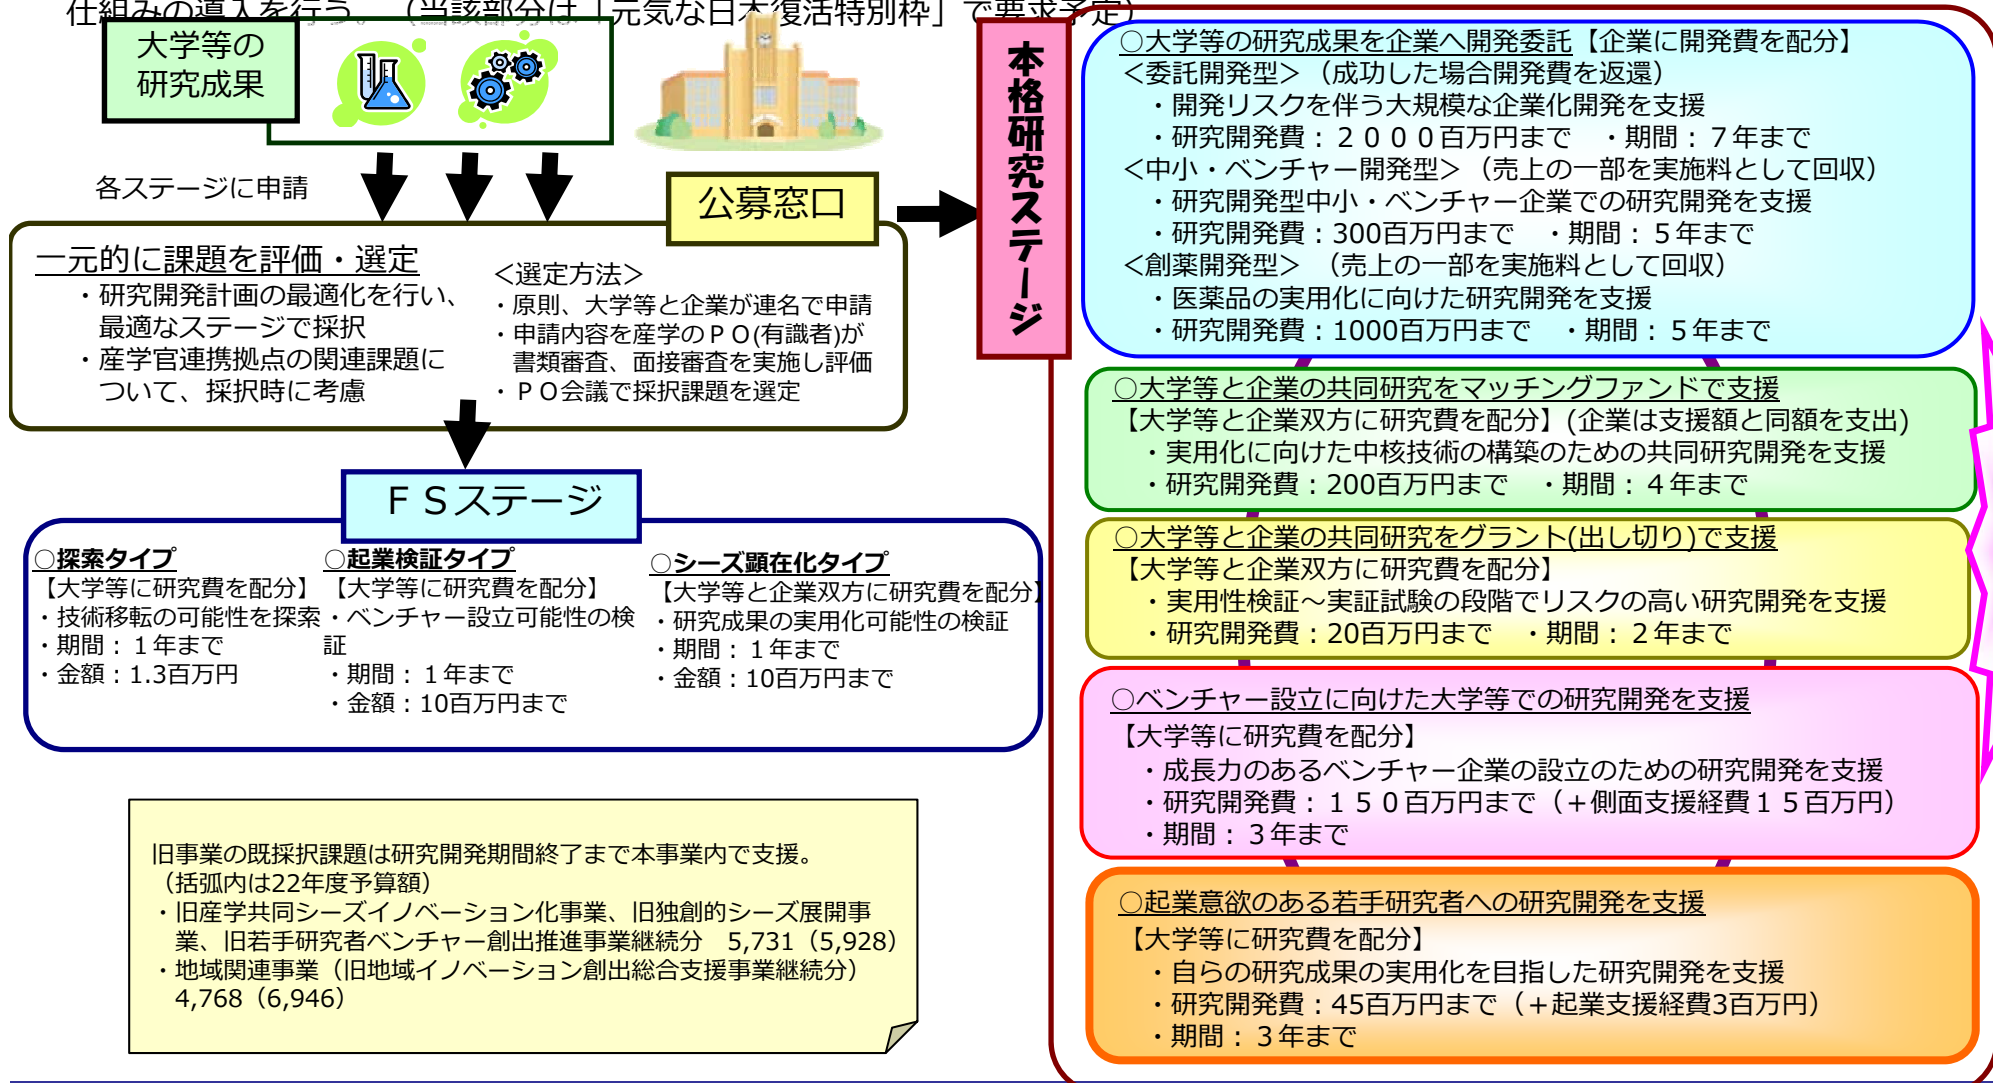 仕組みの導入を行う。（当該部分は「元気な日本復活特別枠」で要求予定）
大学等の
研究成果
各ステージに申請
公募窓口
一元的に課題を評価・選定
・研究開発計画の最適化を行い、
最適なステージで採択
・産学官連携拠点の関連課題に
ついて、採択時に考慮
＜選定方法＞
・原則、大学等と企業が連名で申請
・申請内容を産学のＰＯ(有識者)が
書類審査、面接審査を実施し評価
・ＰＯ会議で採択課題を選定
ＦＳステージ
○探索タイプ
【大学等に研究費を配分】
・技術移転の可能性を探索
・期間：１年まで
・金額：1.3百万円
○起業検証タイプ
【大学等に研究費を配分】
・ベンチャー設立可能性の検
証
・期間：１年まで
・金額：10百万円まで
○シーズ顕在化タイプ
【大学等と企業双方に研究費を配分】
・研究成果の実用化可能性の検証
・期間：１年まで
・金額：10百万円まで
旧事業の既採択課題は研究開発期間終了まで本事業内で支援。
（括弧内は22年度予算額）
・旧産学共同シーズイノベーション化事業、旧独創的シーズ展開事
業、旧若手研究者ベンチャー創出推進事業継続分　5,731（5,928）
・地域関連事業（旧地域イノベーション創出総合支援事業継続分）
4,768（6,946）
本格研究ステージ
○大学等の研究成果を企業へ開発委託【企業に開発費を配分】
＜委託開発型＞（成功した場合開発費を返還）
・開発リスクを伴う大規模な企業化開発を支援
・研究開発費：２０００百万円まで　・期間：７年まで
＜中小・ベンチャー開発型＞（売上の一部を実施料として回収）
・研究開発型中小・ベンチャー企業での研究開発を支援
・研究開発費：300百万円まで　・期間：５年まで
＜創薬開発型＞（売上の一部を実施料として回収）
・医薬品の実用化に向けた研究開発を支援
・研究開発費：1000百万円まで　・期間：５年まで
○大学等と企業の共同研究をマッチングファンドで支援
【大学等と企業双方に研究費を配分】(企業は支援額と同額を支出)
・実用化に向けた中核技術の構築のための共同研究開発を支援
・研究開発費：200百万円まで　・期間：４年まで
○大学等と企業の共同研究をグラント(出し切り)で支援
【大学等と企業双方に研究費を配分】
・実用性検証～実証試験の段階でリスクの高い研究開発を支援
・研究開発費：20百万円まで　・期間：２年まで
○ベンチャー設立に向けた大学等での研究開発を支援
【大学等に研究費を配分】
・成長力のあるベンチャー企業の設立のための研究開発を支援
・研究開発費：１５０百万円まで（＋側面支援経費１５百万円）
・期間：３年まで
○起業意欲のある若手研究者への研究開発を支援
【大学等に研究費を配分】
・自らの研究成果の実用化を目指した研究開発を支援
・研究開発費：45百万円まで（＋起業支援経費3百万円）
・期間：３年まで